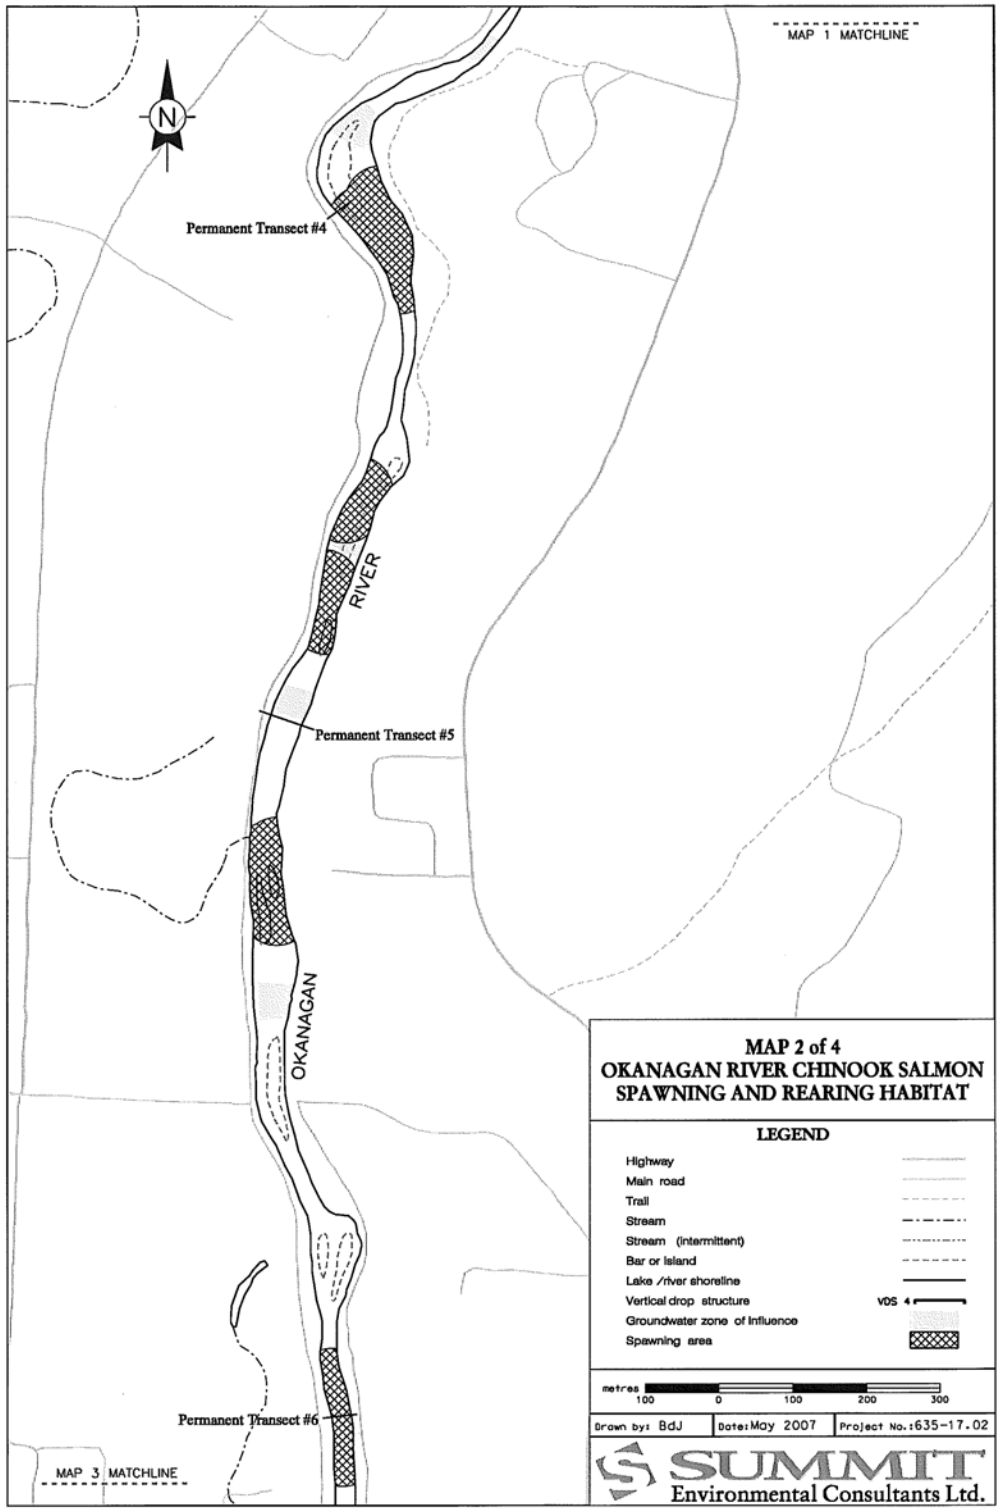 MAP 1 MATCHLINE
N
Permanent Transect #4
RIVER
Permanent Transect #5
OKANAGAN
Permanent Transect #6
MAP 3 MATCHLINE
MAP 2 of 4
OKANAGAN RIVER CHINOOK SALMON
SPAWNING AND REARING HABITAT
LEGEND
Highway
Main road
Trail
Stream
Stream (intermittent)
Bar or Island
Lake /river shoreline
Vertical drop structure VDS 4
Groundwater zone of Influence
Spawning area
metres
100 0 100 200 300
Drawn by: BdJ Date:May 2007 Project No.:635-17.02
S SUMMIT
Environmental Consultants Ltd.